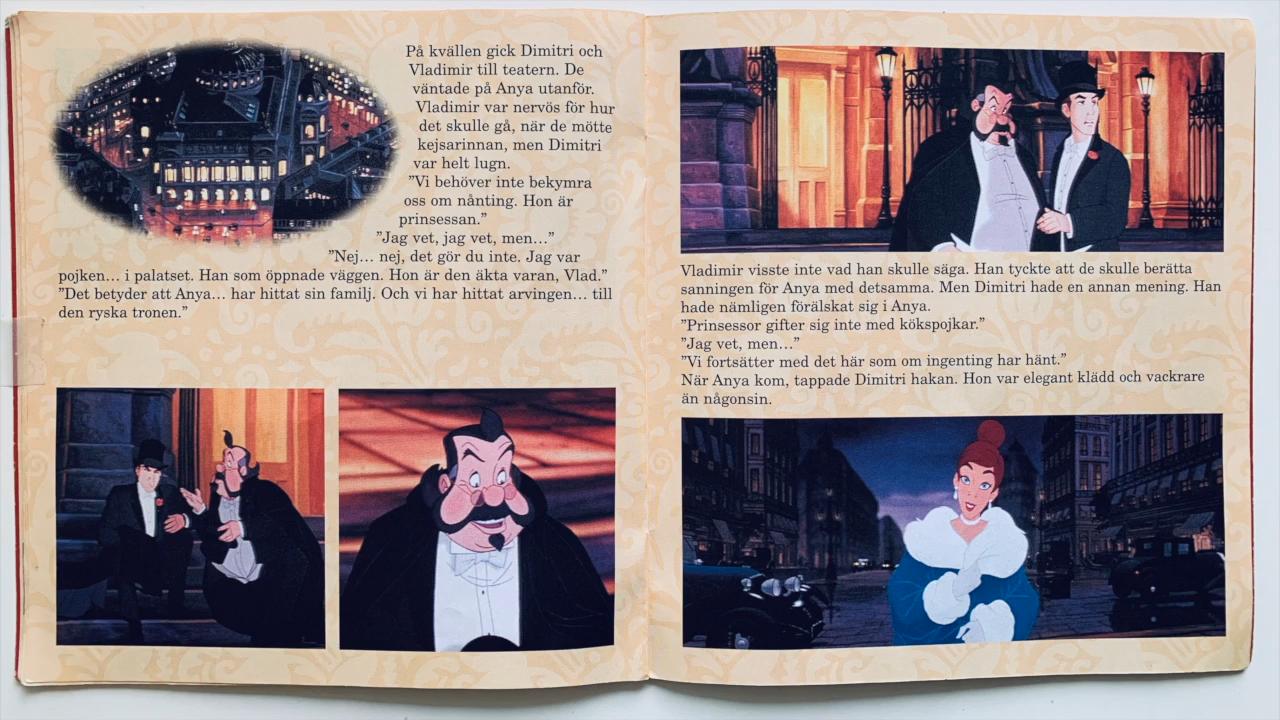 På kvällen gick Dimitri och
Vladimir till teatern. De
väntade på Anya utanför.
Vladimir var nervös för hur
det skulle gå, när de mötte
kejsarinnan, men Dimitri
var helt lugn.
”Vi behöver inte bekymra
oss om nånting. Hon är
prinsessan.”
”Jag vet, jag vet, men…”
”Nej… nej, det gör du inte. Jag var
pojken… i palatset. Han som öppnade väggen. Hon är den äkta varan, Vlad.”
”Det betyder att Anya… har hittat sin familj. Och vi har hittat arvingen… till
den ryska tronen.”
Vladimir visste inte vad han skulle säga. Han tyckte att de skulle berätta
sanningen för Anya med detsamma. Men Dimitri hade en annan mening. Han
hade nämligen förälskat sig i Anya.
”Prinsessor gifter sig inte med kökspojkar.”
”Jag vet, men…”
”Vi fortsätter med det här som om ingenting har hänt.”
När Anya kom, tappade Dimitri hakan. Hon var elegant klädd och vackrare
än någonsin.